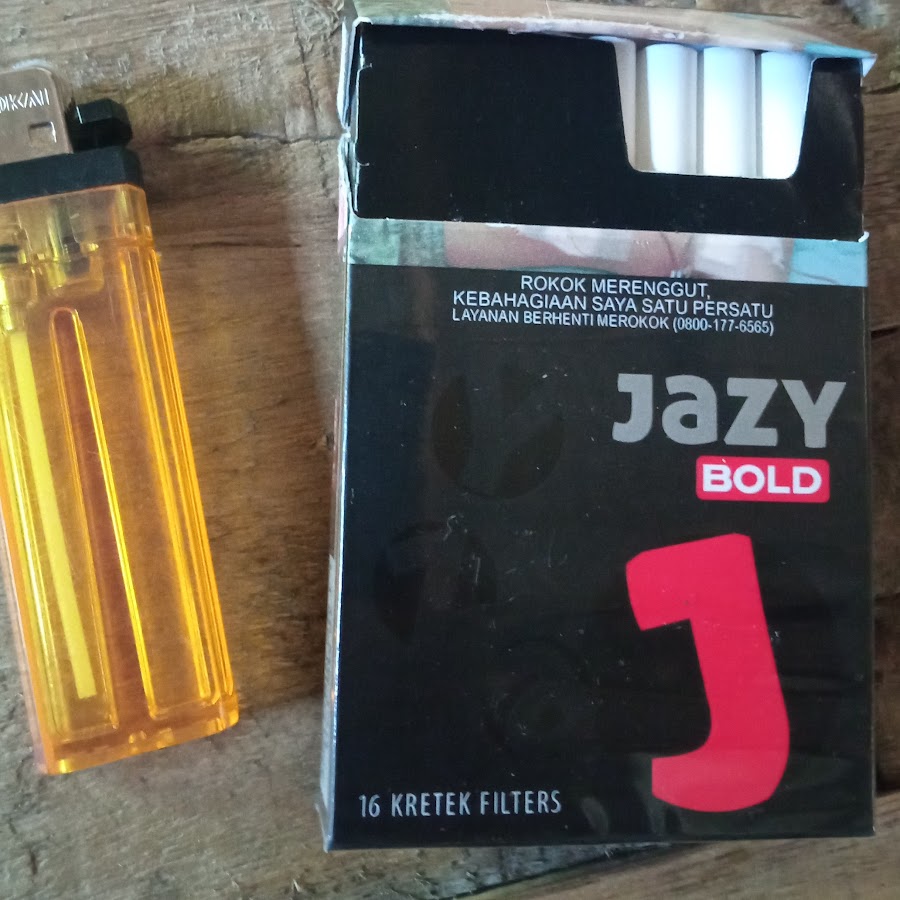 ROKOK MERENGGUT,
KEBAHAGIAAN SAYA SATU PERSATU
LAYANAN BERHENTI MEROKOK (0800-177-6565)
JaZY
BOLD
J
16 KRETEK FILTERS